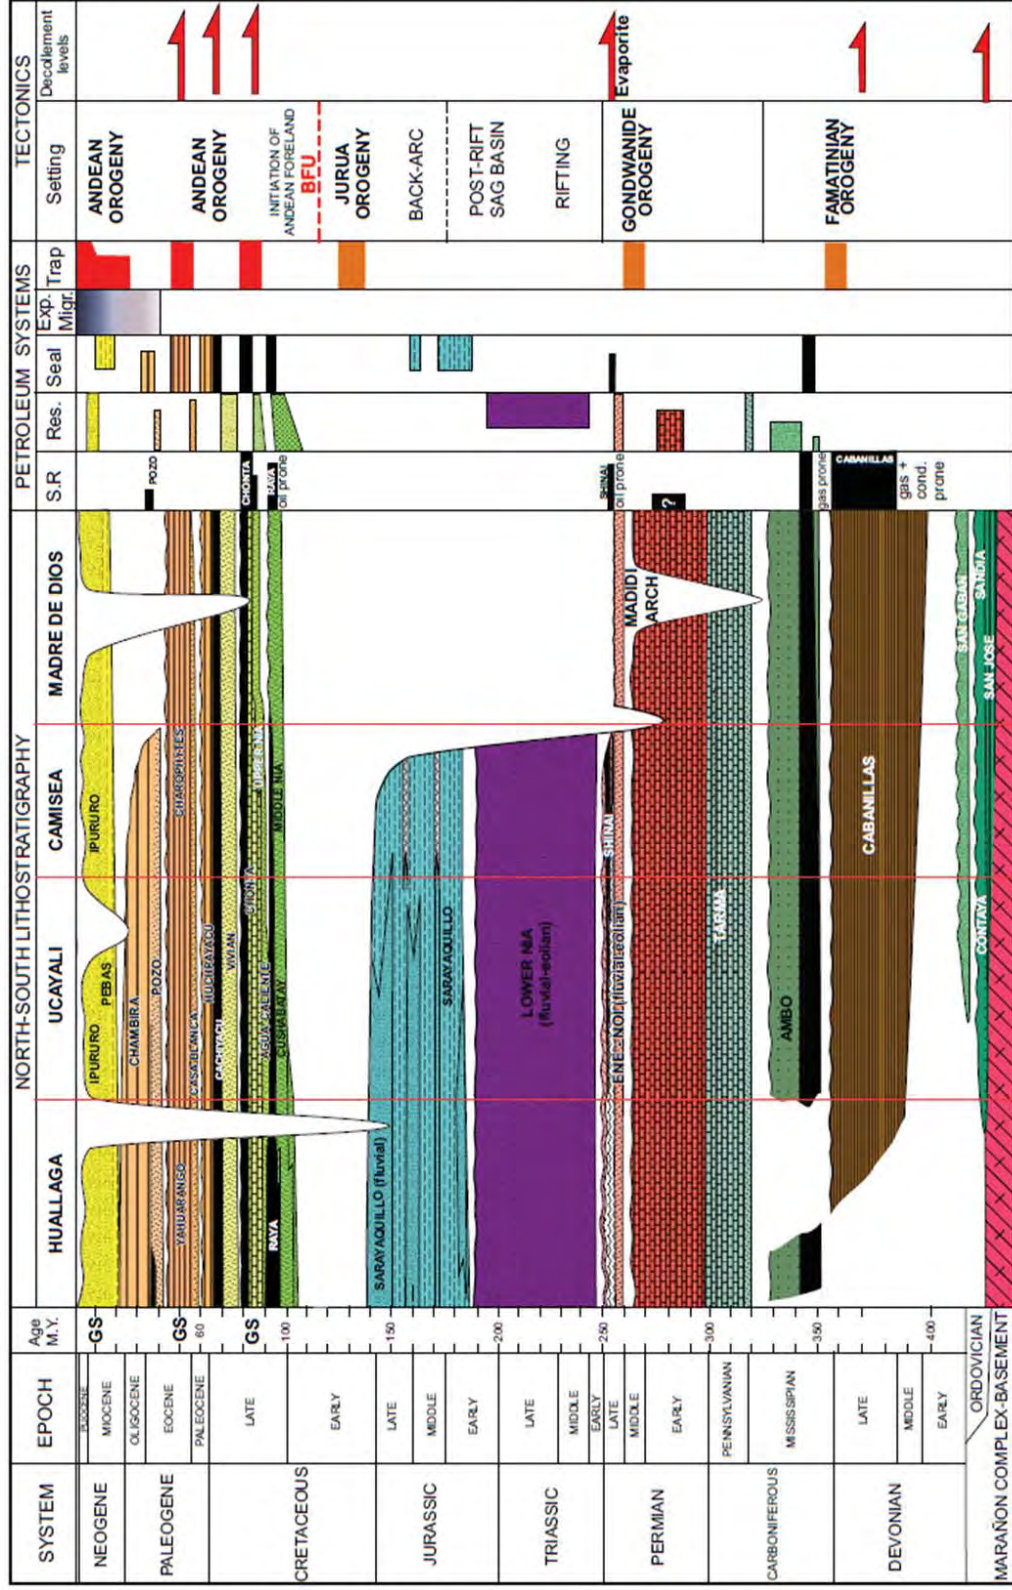 SYSTEM
EPOCH
Age
M.Y.
NORTH-SOUTH LITHOSTRATIGRAPHY
HUALLAGA
UCAYALI
CAMISEA
MADRE DE DIOS
PETROLEUM SYSTEMS
S.R
Res.
Seal
Exp.
Migr.
Trap
TECTONICS
Setting
Decollement
levels
NEOGENE
PALEOGENE
CRETACEOUS
JURASSIC
TRIASSIC
PERMIAN
CARBONIFEROUS
DEVONIAN
ORDOVICIAN
MARAÑON COMPLEX-BASEMENT
MIOCENE
OLIGOCENE
EOCENE
PALEOCENE
LATE
EARLY
LATE
MIDDLE
EARLY
LATE
MIDDLE
EARLY
LATE
MIDDLE
EARLY
PENNSYLVANIAN
MISSISSIPIAN
LATE
MIDDLE
EARLY
GS
GS
60
GS
100
150
200
250
300
350
400
IPURURO
PEBAS
IPURURO
CHAMBIRA
POZO
YAHUARANGO
CHAROPHITES
CASABLANCA
HUCHPAYACU
CACHIYACU
VIVIAN
CHONTA
UPPER NIA
AGUA CALIENTE
RAYA
CUSHABATAY
MIDDLE NIA
SARAYAQUILLO (fluvial)
SARAYAQUILLO
LOWER NIA
(fluvial-eolian)
SHINAI
ENE - NOI (fluvial-eolian)
MADIDI
ARCH
TARMA
AMBO
CABANILLAS
SAN GABAN
CONTAYA
SANDIA
SAN JOSE
POZO
CHONTA
RAYA
oil prone
SHINAI
oil prone
?
gas prone
CABANILLAS
gas +
cond.
prone
ANDEAN
OROGENY
ANDEAN
OROGENY
INITIATION OF
ANDEAN FORELAND
BFU
JURUA
OROGENY
BACK-ARC
POST-RIFT
SAG BASIN
RIFTING
GONDWANIDE
OROGENY
FAMATINIAN
OROGENY
Evaporite